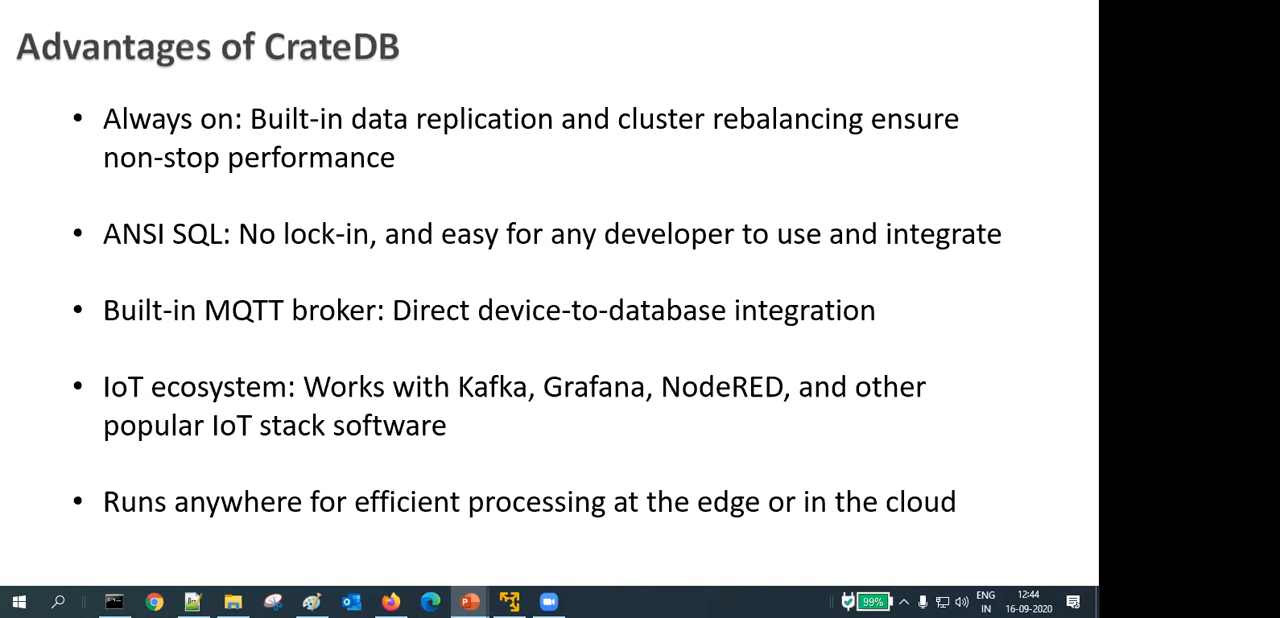 Advantages of CrateDB
• Always on: Built-in data replication and cluster rebalancing ensure
non-stop performance
• ANSI SQL: No lock-in, and easy for any developer to use and integrate
• Built-in MQTT broker: Direct device-to-database integration
• IoT ecosystem: Works with Kafka, Grafana, NodeRED, and other
popular IoT stack software
• Runs anywhere for efficient processing at the edge or in the cloud
99%
ENG
IN
12:44
16-09-2020